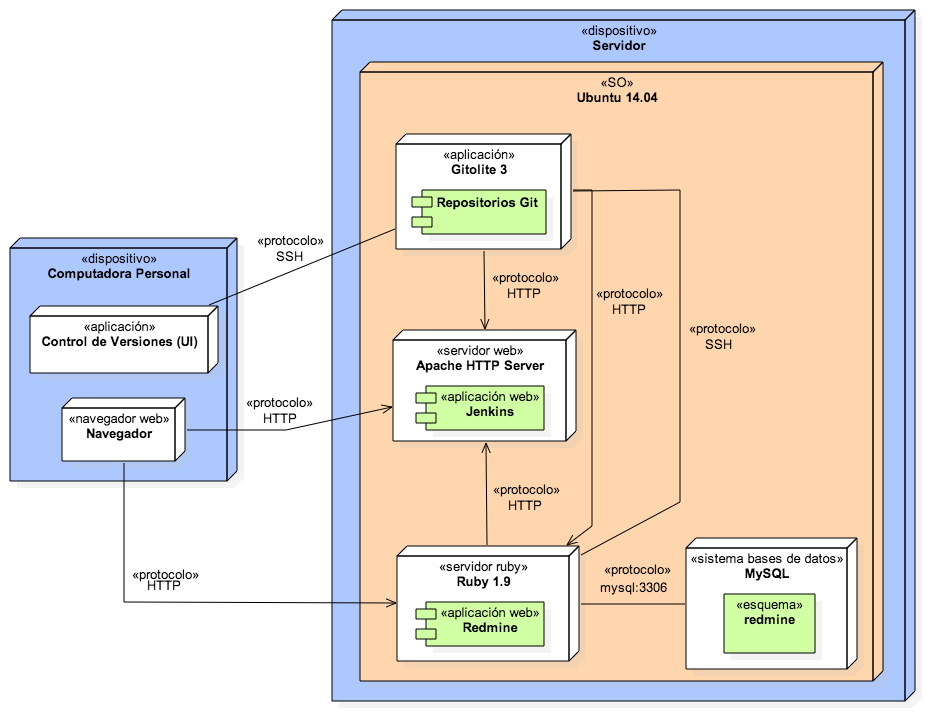 «dispositivo»
Servidor
«SO»
Ubuntu 14.04
«aplicación»
Gitolite 3
Repositorios Git
«protocolo»
SSH
«dispositivo»
Computadora Personal
«aplicación»
Control de Versiones (UI)
«navegador web»
Navegador
«protocolo»
HTTP
«protocolo»
HTTP
«protocolo»
SSH
«servidor web»
Apache HTTP Server
«aplicación web»
Jenkins
«protocolo»
HTTP
«protocolo»
HTTP
«protocolo»
HTTP
«servidor ruby»
Ruby 1.9
«aplicación web»
Redmine
«protocolo»
mysql:3306
«sistema bases de datos»
MySQL
«esquema»
redmine